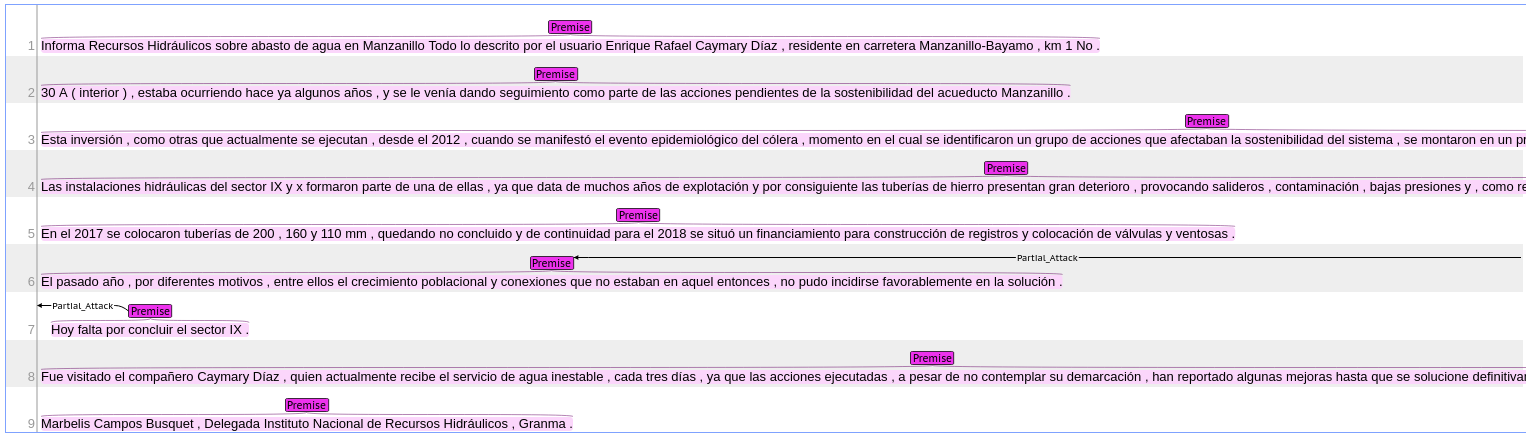 Premise
1 Informa Recursos Hidráulicos sobre abasto de agua en Manzanillo Todo lo descrito por el usuario Enrique Rafael Caymary Díaz , residente en carretera Manzanillo-Bayamo , km 1 No .
Premise
2 30 A ( interior ) , estaba ocurriendo hace ya algunos años , y se le venía dando seguimiento como parte de las acciones pendientes de la sostenibilidad del acueducto Manzanillo .
Premise
3 Esta inversión , como otras que actualmente se ejecutan , desde el 2012 , cuando se manifestó el evento epidemiológico del cólera , momento en el cual se identificaron un grupo de acciones que afectaban la sostenibilidad del sistema , se montaron en un
Premise
4 Las instalaciones hidráulicas del sector IX y x formaron parte de una de ellas , ya que data de muchos años de explotación y por consiguiente las tuberías de hierro presentan gran deterioro , provocando salideros , contaminación , bajas presiones y , como
Premise
5 En el 2017 se colocaron tuberías de 200 , 160 y 110 mm , quedando no concluido y de continuidad para el 2018 se situó un financiamiento para construcción de registros y colocación de válvulas y ventosas .
Premise Partial_Attack
6 El pasado año , por diferentes motivos , entre ellos el crecimiento poblacional y conexiones que no estaban en aquel entonces , no pudo incidirse favorablemente en la solución .
Partial_Attack Premise
7 Hoy falta por concluir el sector IX .
Premise
8 Fue visitado el compañero Caymary Díaz , quien actualmente recibe el servicio de agua inestable , cada tres días , ya que las acciones ejecutadas , a pesar de no contemplar su demarcación , han reportado algunas mejoras hasta que se solucione
Premise
9 Marbelis Campos Busquet , Delegada Instituto Nacional de Recursos Hidráulicos , Granma .